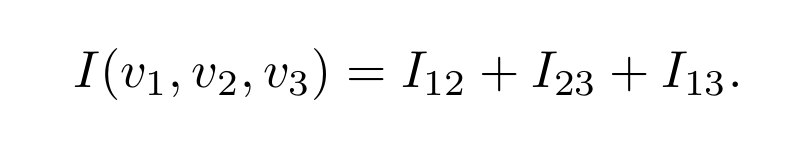 I(v₁, v₂, v₃) = I₁₂ + I₂₃ + I₁₃.